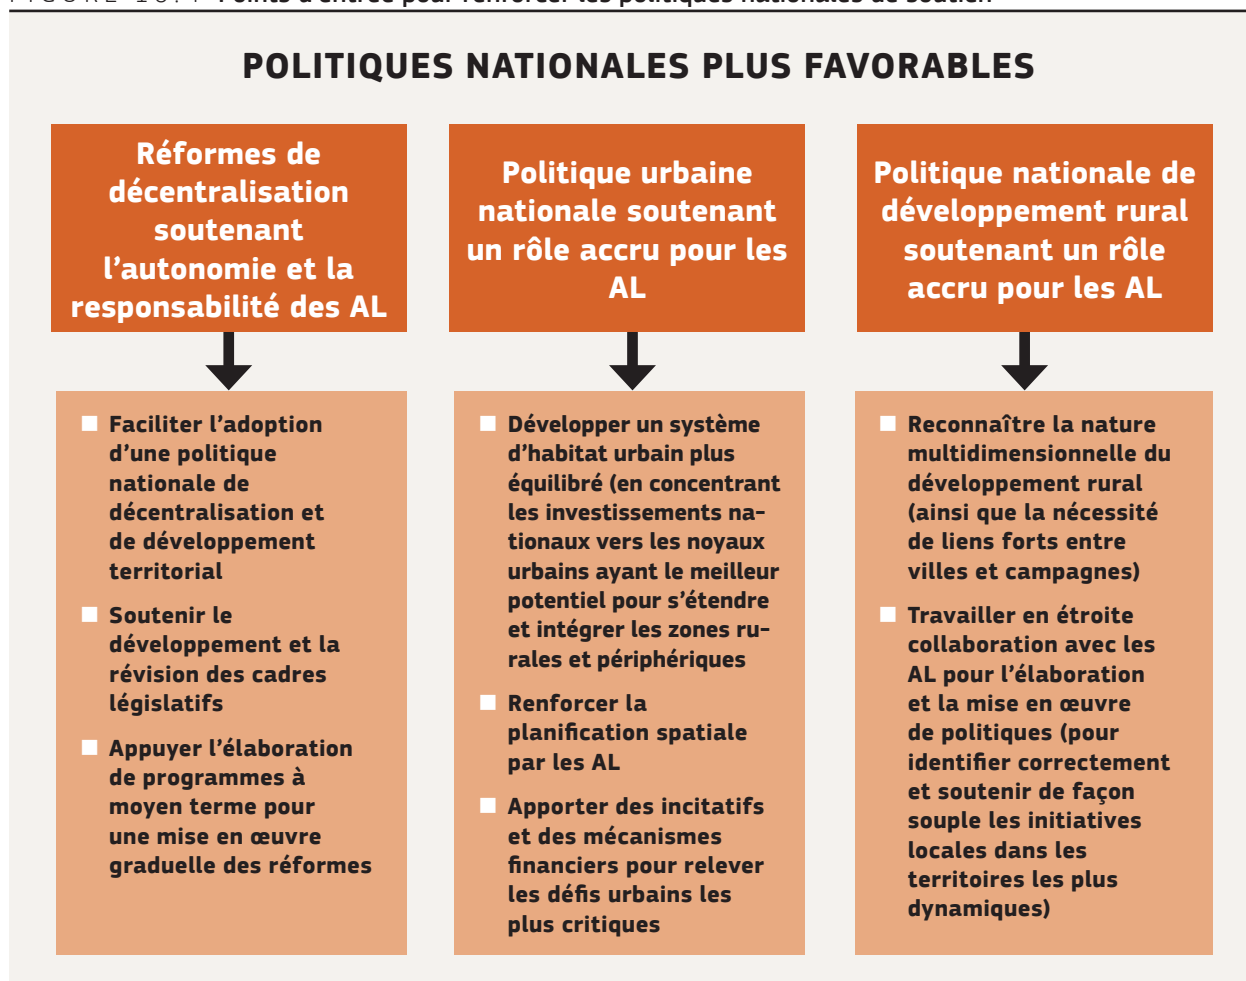 Points d'entrée pour renforcer les politiques nationales de soutien
POLITIQUES NATIONALES PLUS FAVORABLES
Réformes de
décentralisation
soutenant
l'autonomie et la
responsabilité des AL
Politique urbaine
nationale soutenant
un rôle accru pour les
AL
Politique nationale de
développement rural
soutenant un rôle
accru pour les AL
Faciliter l'adoption
d'une politique
nationale de
décentralisation et
de développement
territorial
Soutenir le
développement et la
révision des cadres
législatifs
Appuyer l'élaboration
de programmes à
moyen terme pour
une mise en œuvre
graduelle des réformes
Développer un système
d'habitat urbain plus
équilibré (en concentrant
les investissements na-
tionaux vers les noyaux
urbains ayant le meilleur
potentiel pour s'étendre
et intégrer les zones ru-
rales et périphériques
Renforcer la
planification spatiale
par les AL
Apporter des incitatifs
et des mécanismes
financiers pour relever
les défis urbains les
plus critiques
Reconnaître la nature
multidimensionnelle du
développement rural
(ainsi que la nécessité
de liens forts entre
villes et campagnes)
Travailler en étroite
collaboration avec les
AL pour l'élaboration
et la mise en œuvre
de politiques (pour
identifier correctement
et soutenir de façon
souple les initiatives
locales dans les
territoires les plus
dynamiques)